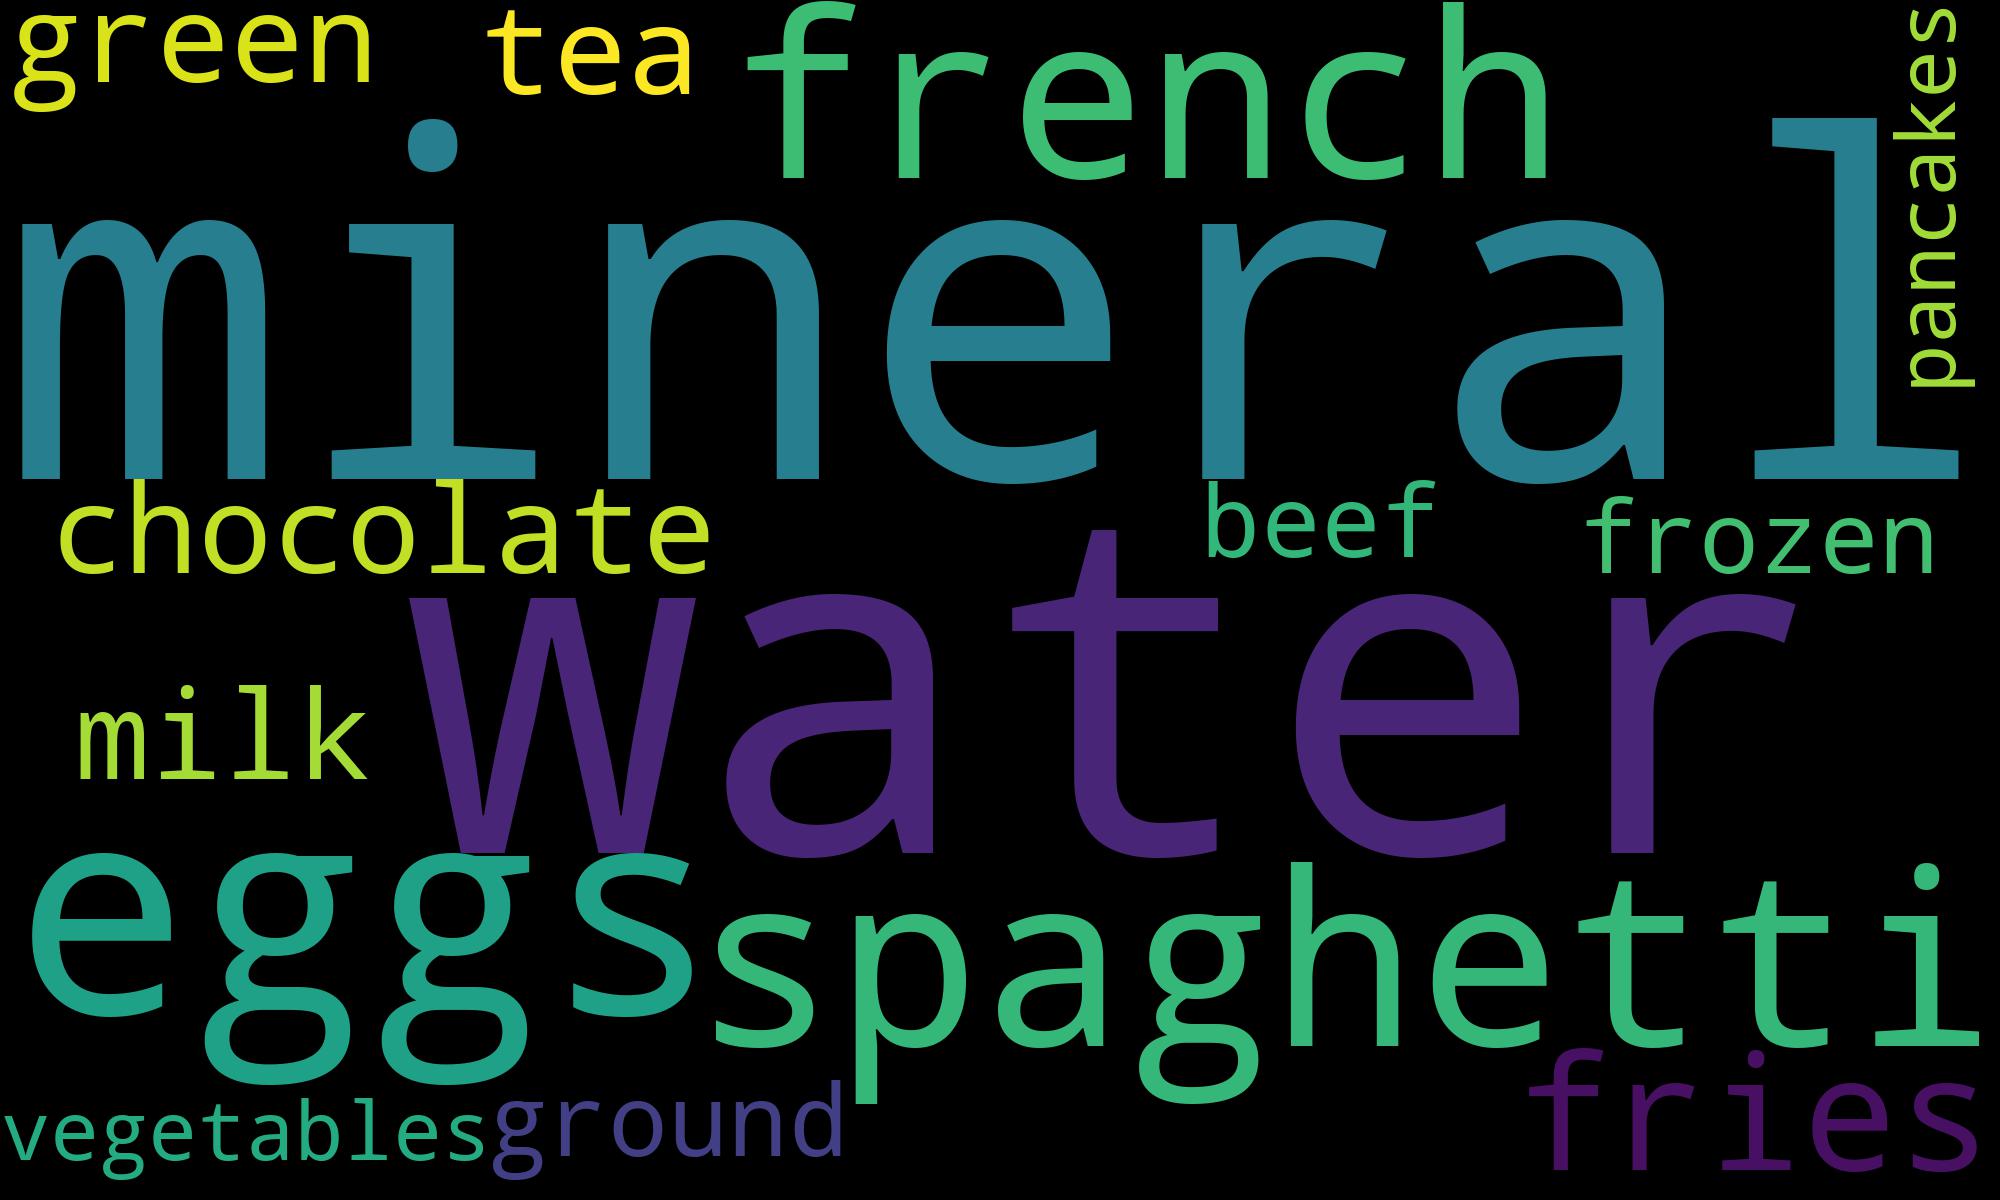 green tea french
pancakes
mineral
chocolate beef frozen
water
milk
eggs spaghetti
vegetables ground fries